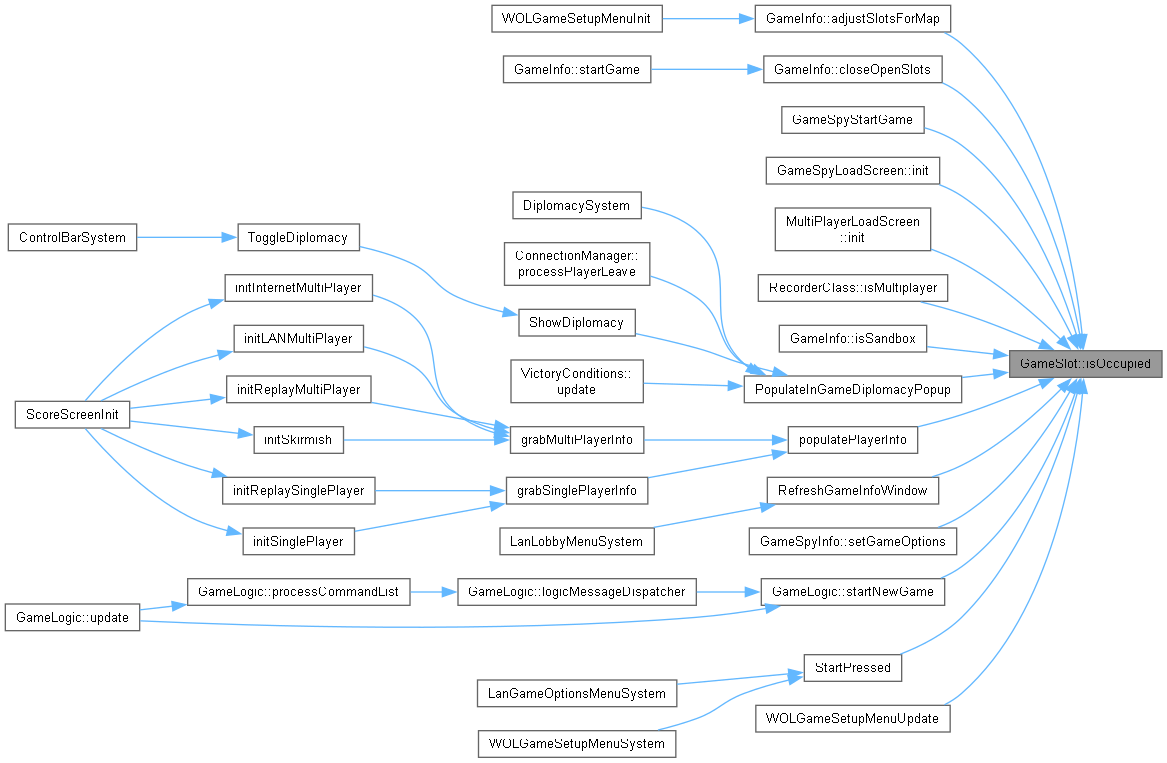 WOLGameSetupMenuInit
GameInfo::adjustSlotsForMap
GameInfo::startGame
GameInfo::closeOpenSlots
GameSpyStartGame
GameSpyLoadScreen::init
MultiPlayerLoadScreen
::init
DiplomacySystem
ControlBarSystem
ToggleDiplomacy
ConnectionManager::
processPlayerLeave
RecorderClass::isMultiplayer
initInternetMultiPlayer
ShowDiplomacy
GameInfo::isSandbox
initLANMultiPlayer
GameSlot::isOccupied
VictoryConditions::
update
initReplayMultiPlayer
PopulateInGameDiplomacyPopup
ScoreScreenInit
initSkirmish
grabMultiPlayerInfo
populatePlayerInfo
initReplaySinglePlayer
grabSinglePlayerInfo
RefreshGameInfoWindow
initSinglePlayer
LanLobbyMenuSystem
GameSpyInfo::setGameOptions
GameLogic::processCommandList
GameLogic::logicMessageDispatcher
GameLogic::startNewGame
GameLogic::update
StartPressed
LanGameOptionsMenuSystem
WOLGameSetupMenuUpdate
WOLGameSetupMenuSystem